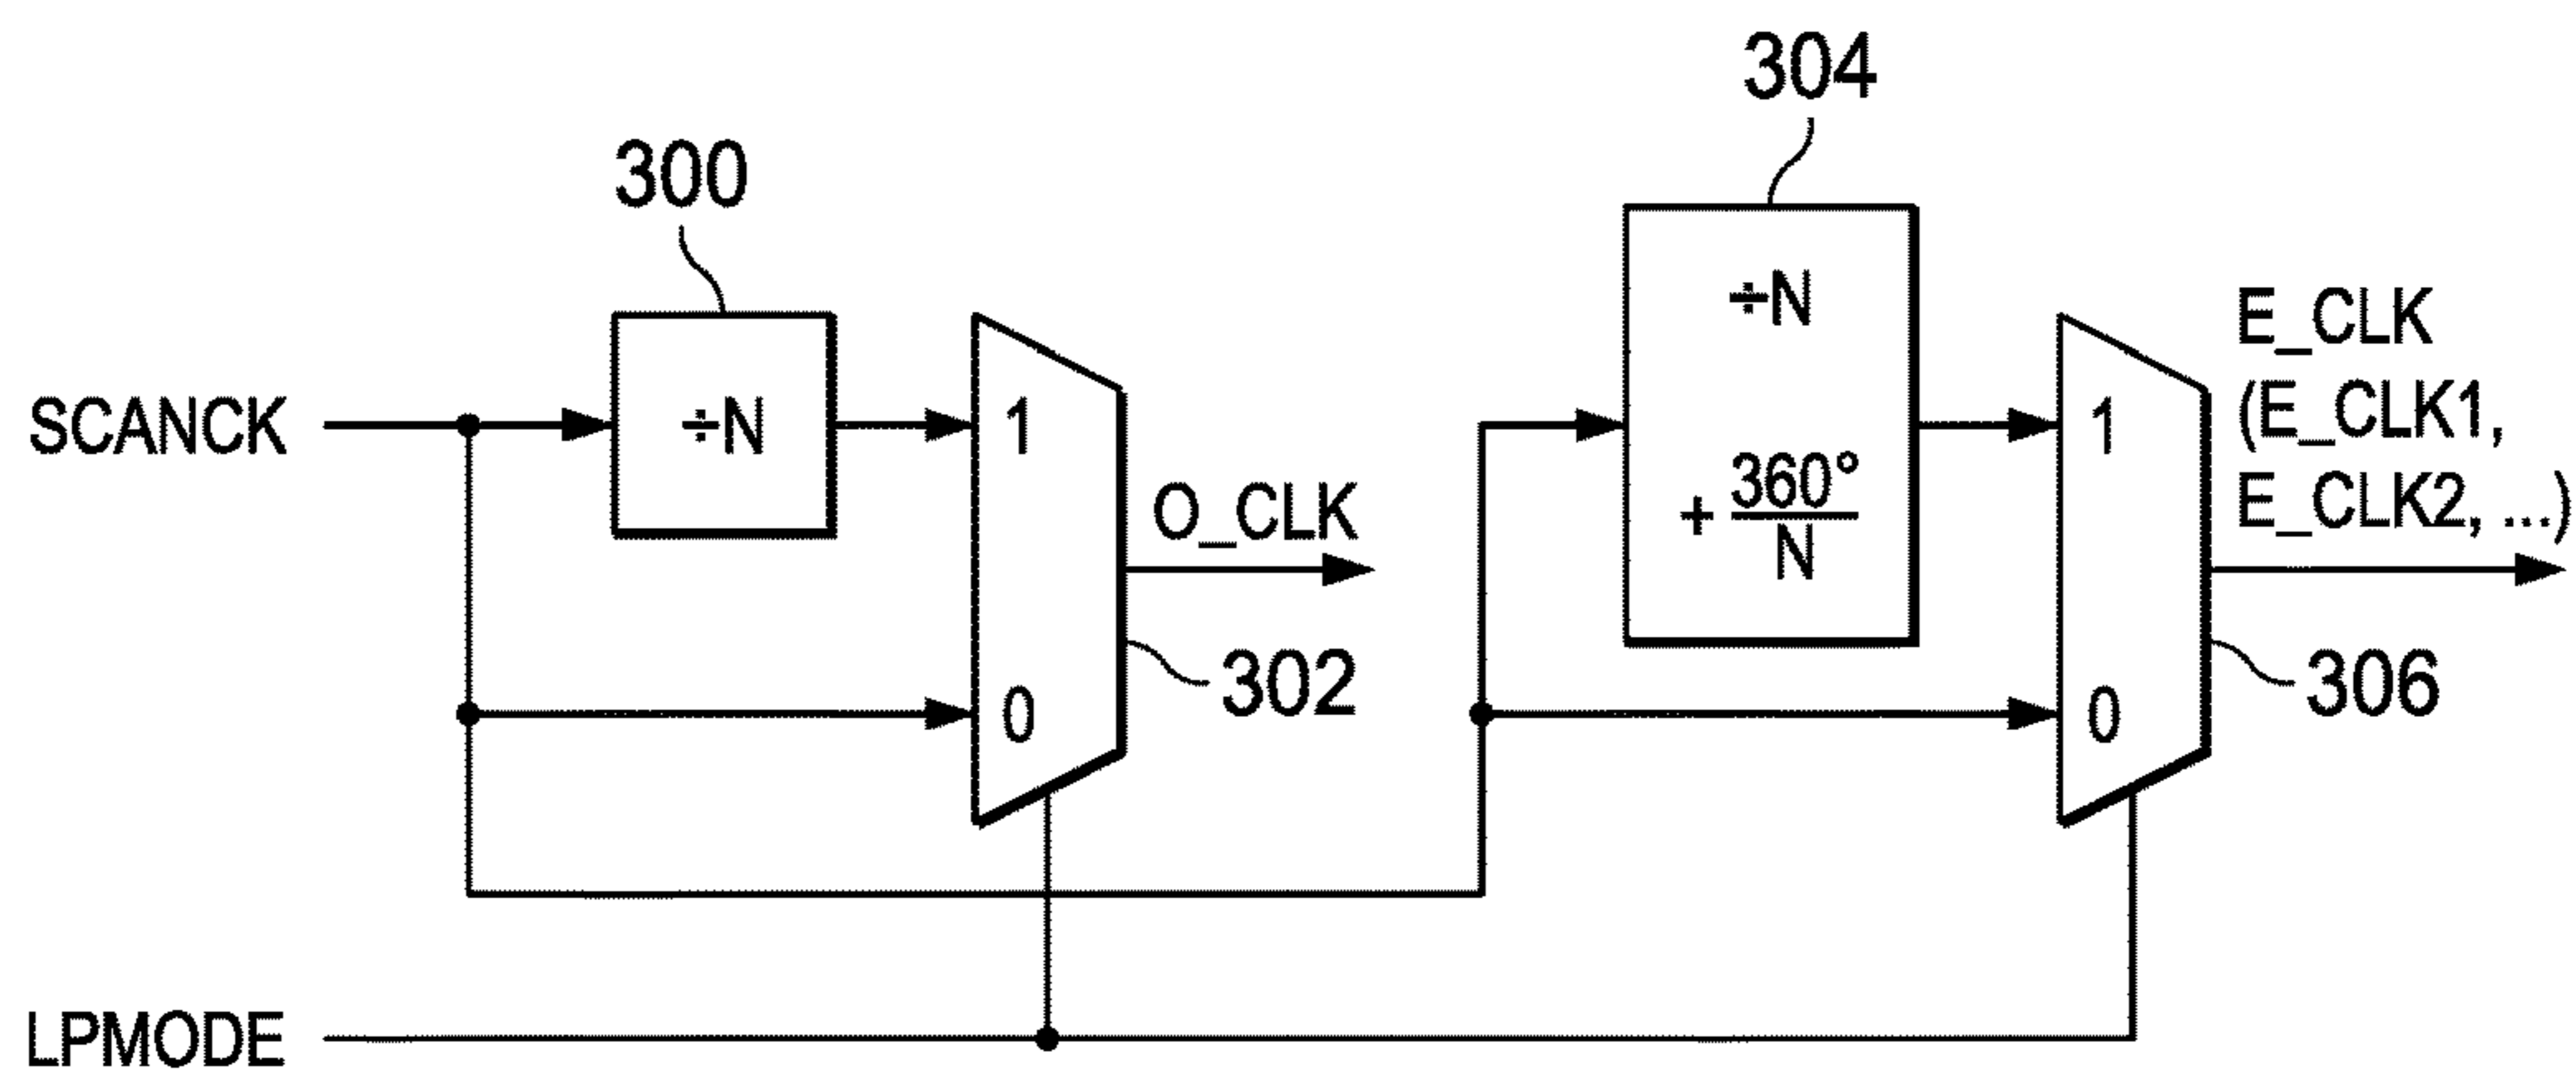 304
300
÷N
+ 360°
N
SCANCK
÷N
1
0
O_CLK
302
1
0
E_CLK
(E_CLK1,
E_CLK2, ...)
306
LPMODE